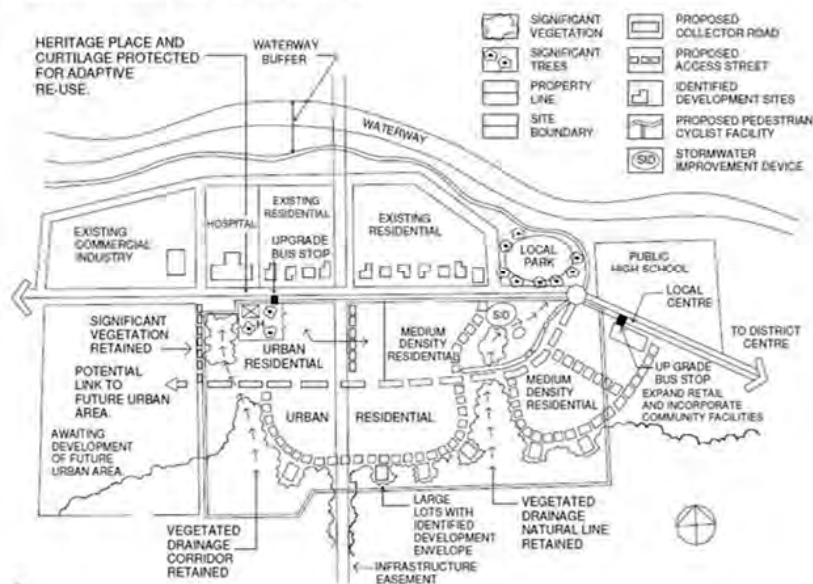 SIGNIFICANT
VEGETATION
SIGNIFICANT
TREES
PROPERTY
LINE
SITE
BOUNDARY
PROPOSED
COLLECTOR ROAD
PROPOSED
ACCESS STREET
IDENTIFIED
DEVELOPMENT SITES
PROPOSED PEDESTRIAN
CYCLIST FACILITY
SID
STORMWATER
IMPROVEMENT DEVICE
HERITAGE PLACE AND
CURTILAGE PROTECTED
FOR ADAPTIVE
RE-USE.
WATERWAY
BUFFER
WATERWAY
EXISTING
COMMERCIAL
INDUSTRY
HOSPITAL
EXISTING
RESIDENTIAL
UPGRADE
BUS STOP
EXISTING
RESIDENTIAL
LOCAL
PARK
PUBLIC
HIGH SCHOOL
LOCAL
CENTRE
TO DISTRICT
CENTRE
SIGNIFICANT
VEGETATION
RETAINED
H
URBAN
RESIDENTIAL
MEDIUM
DENSITY
RESIDENTIAL
SID
POTENTIAL
LINK TO
FUTURE URBAN
AREA.
URBAN RESIDENTIAL
MEDIUM
DENSITY
RESIDENTIAL
UP GRADE
BUS STOP
EXPAND RETAIL
AND INCORPORATE
COMMUNITY FACILITIES
AWAITING
DEVELOPMENT
OF FUTURE
URBAN AREA.
VEGETATED
DRAINAGE
CORRIDOR
RETAINED
LARGE
LOTS WITH
IDENTIFIED
DEVELOPMENT
ENVELOPE
VEGETATED
DRAINAGE
NATURAL LINE
RETAINED
INFRASTRUCTURE
EASEMENT